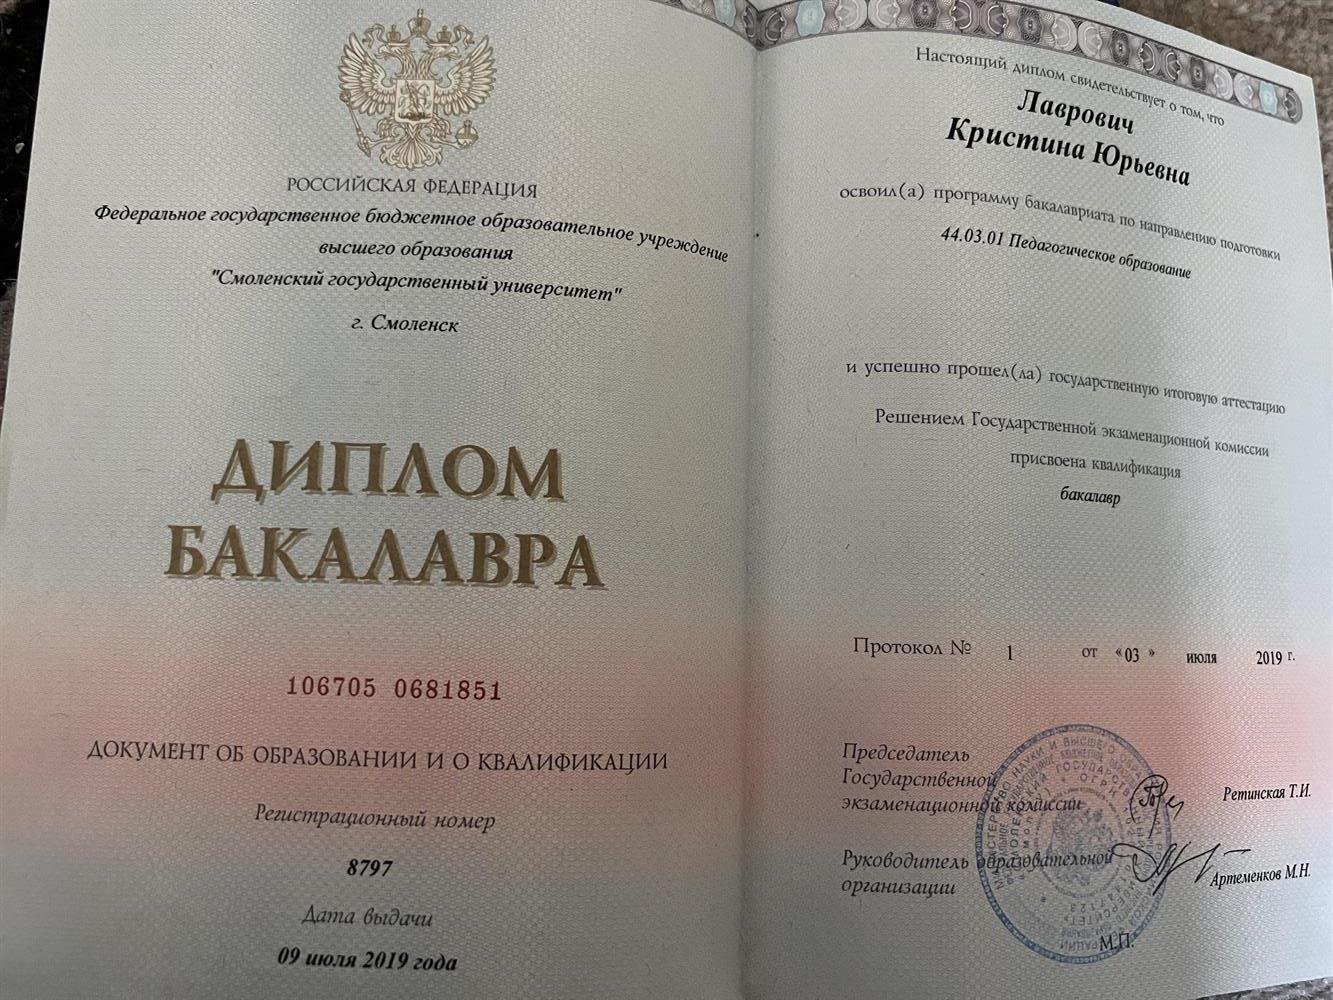 РОССИЙСКАЯ ФЕДЕРАЦИЯ
Федеральное государственное бюджетное образовательное учреждение
высшего образования
"Смоленский государственный университет"
г. Смоленск
ДИПЛОМ
БАКАЛАВРА
106705 0681851
ДОКУМЕНТ ОБ ОБРАЗОВАНИИ И О КВАЛИФИКАЦИИ
Регистрационный номер
8797
Дата выдачи
09 июля 2019 года
Настоящий диплом свидетельствует о том, что
Лаврович
Кристина Юрьевна
освоил(а) программу бакалавриата по направлению подготовки
44.03.01 Педагогическое образование
и успешно прошел(ла) государственную итоговую аттестацию
Решением Государственной экзаменационной комиссии
присвоена квалификация
бакалавр
Протокол № 1 от «03 » июля 2019 г.
Председатель
Государственной
экзаменационной комиссии Ретинская Т.И.
Руководитель образовательной
организации Артеменков М.Н.
М.П.